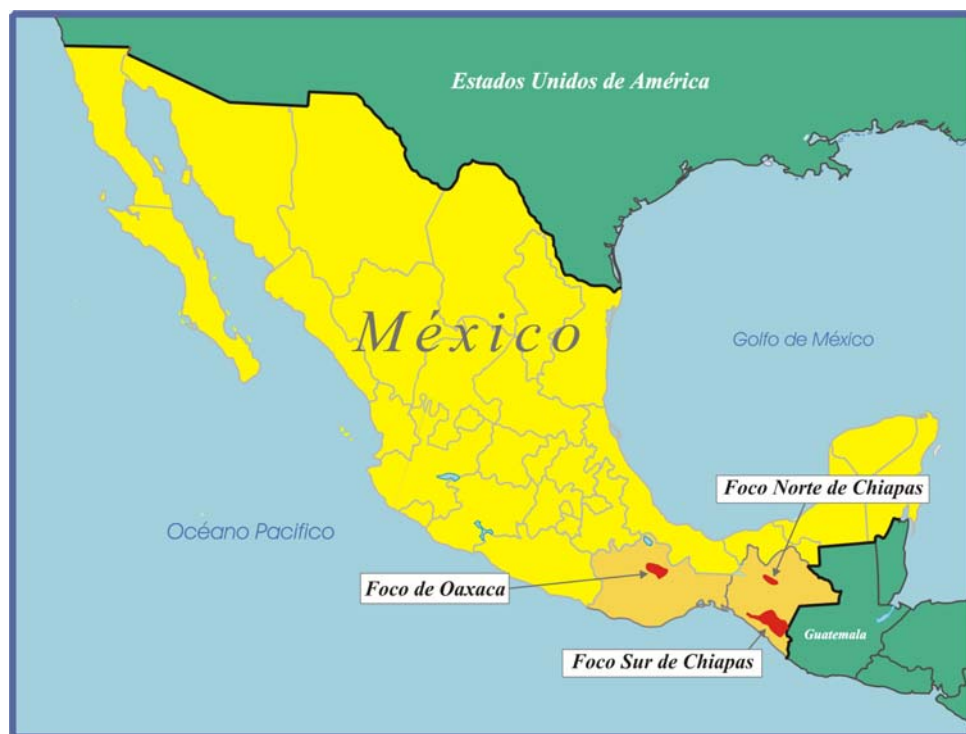 Estados Unidos de América
México
Golfo de México
Foco Norte de Chiapas
Océano Pacifico
Foco de Oaxaca
Guatemala
Foco Sur de Chiapas